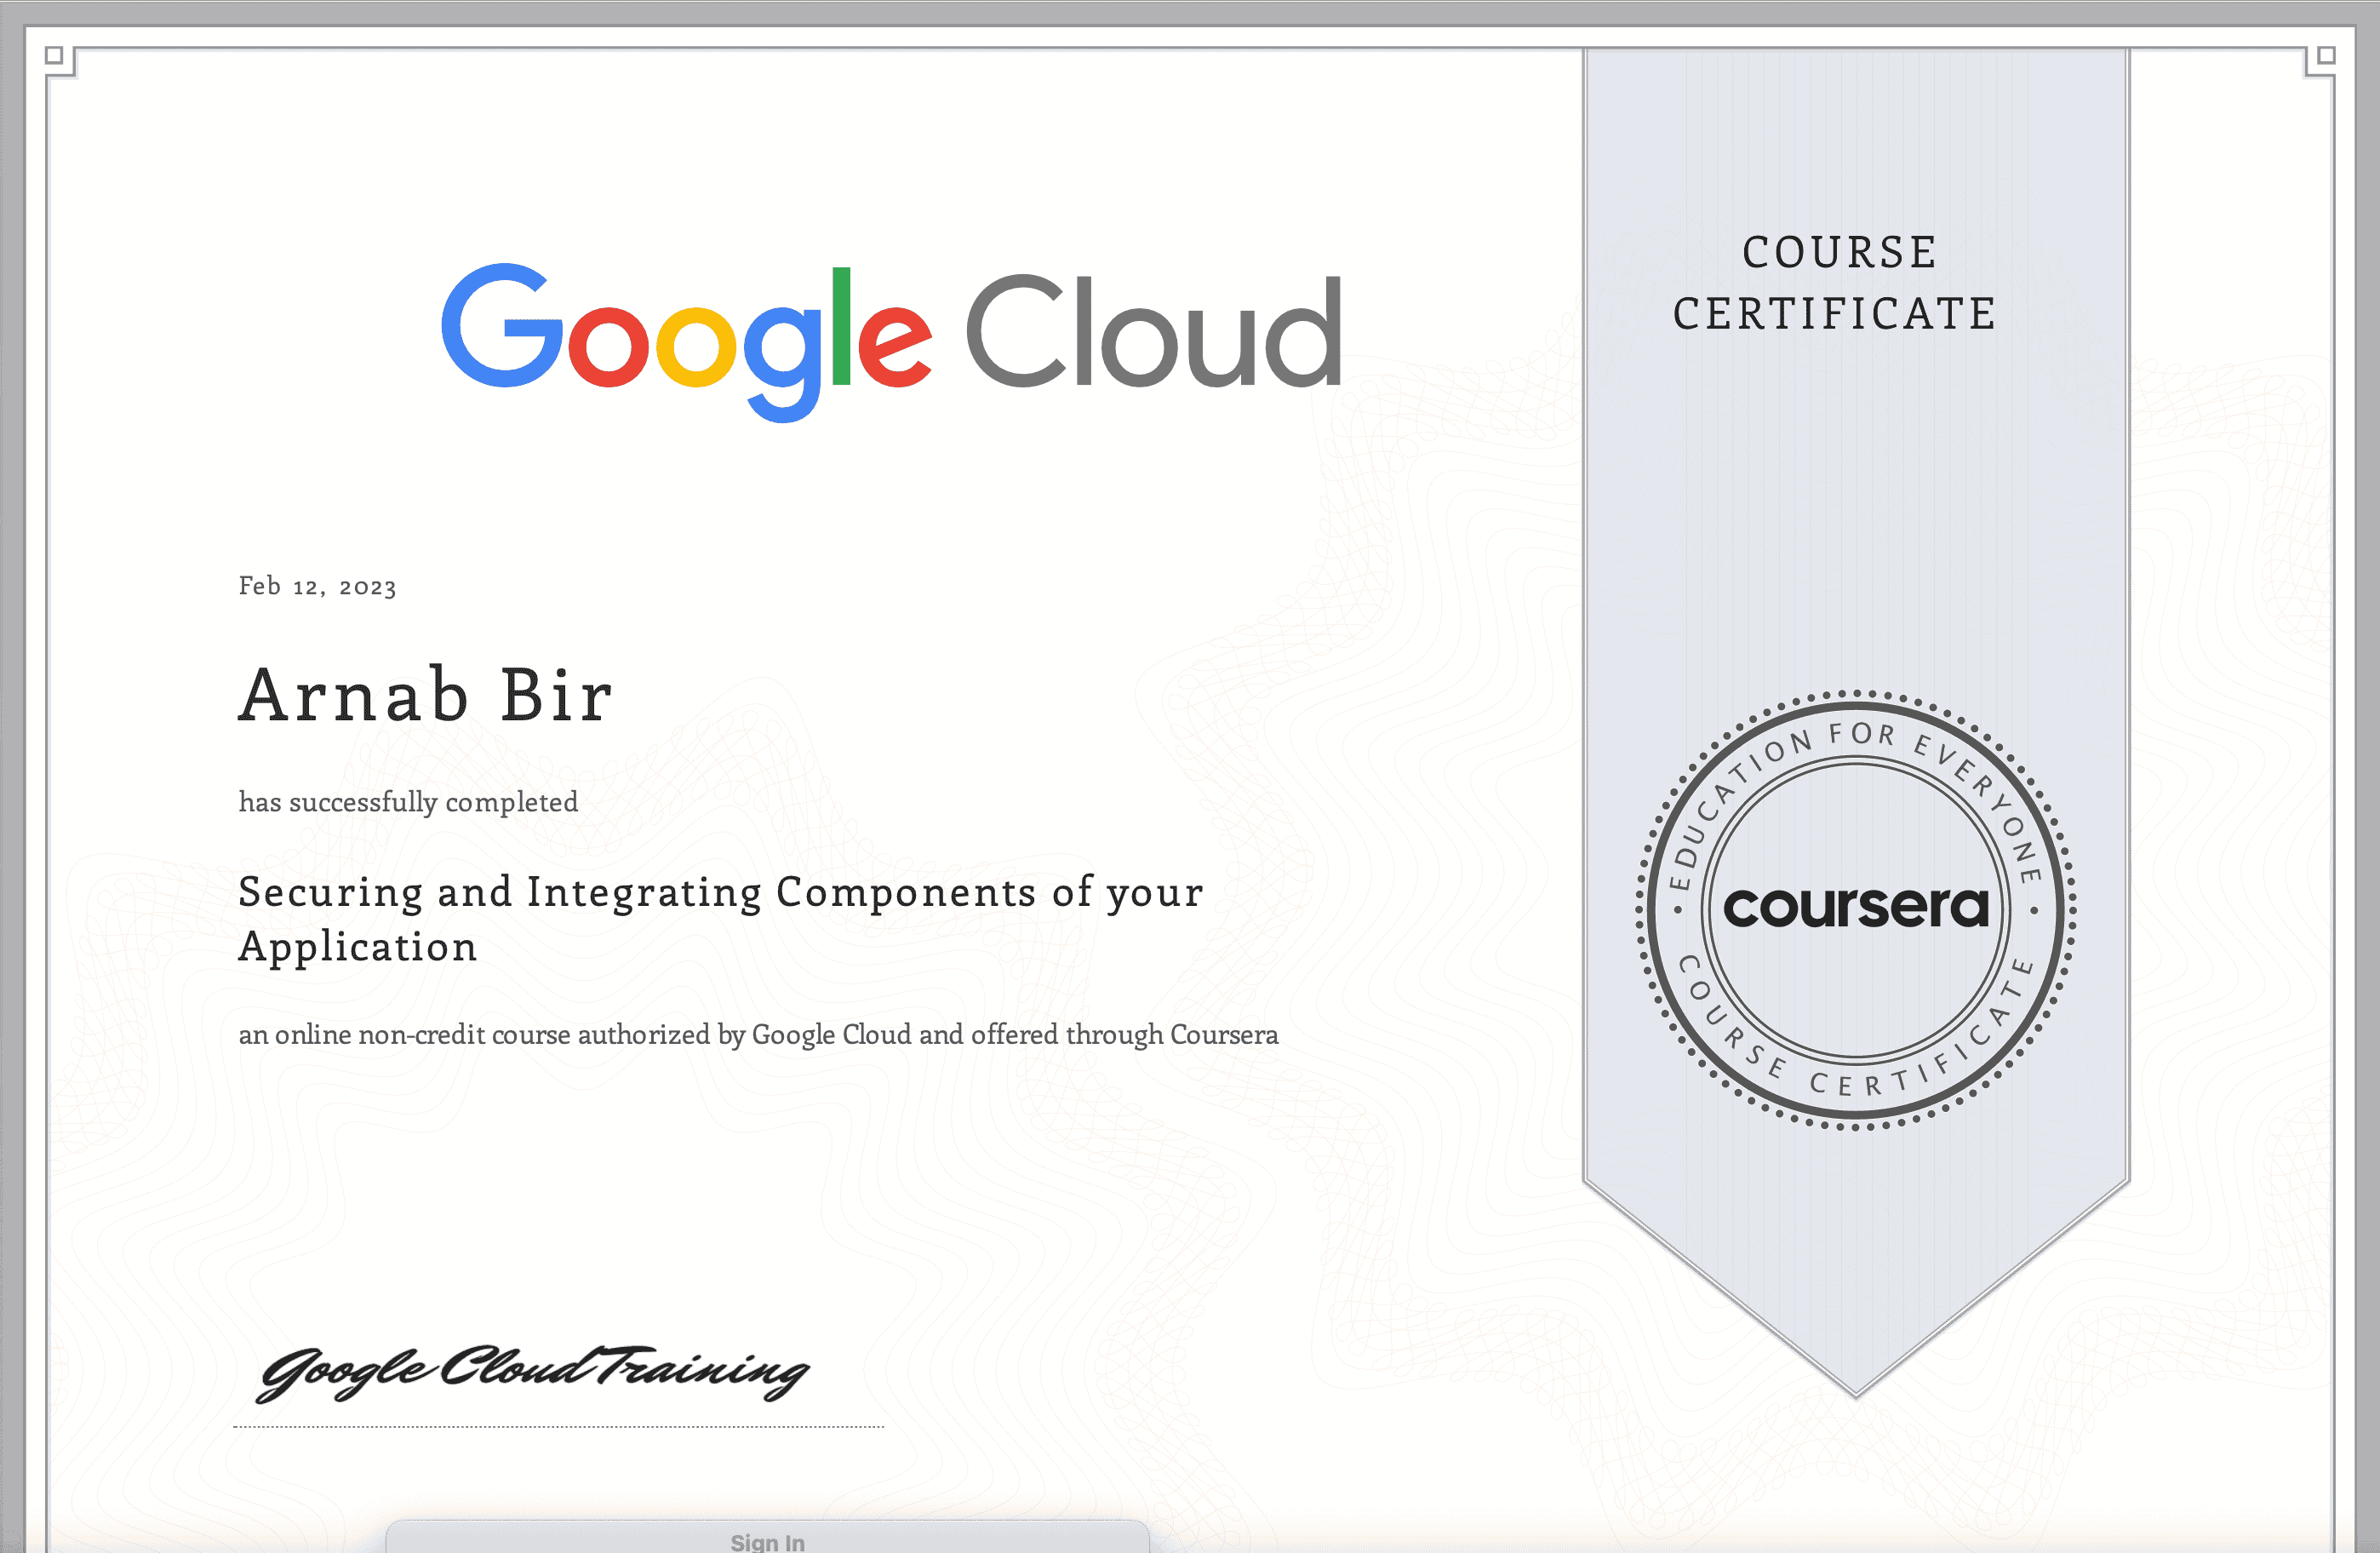 Google Cloud
COURSE
CERTIFICATE
Feb 12, 2023
Arnab Bir
has successfully completed
Securing and Integrating Components of your
Application
an online non-credit course authorized by Google Cloud and offered through Coursera
EDUCATION FOR EVERYONE
coursera
COURSE CERTIFICATE
Google Cloud Training
Sign In